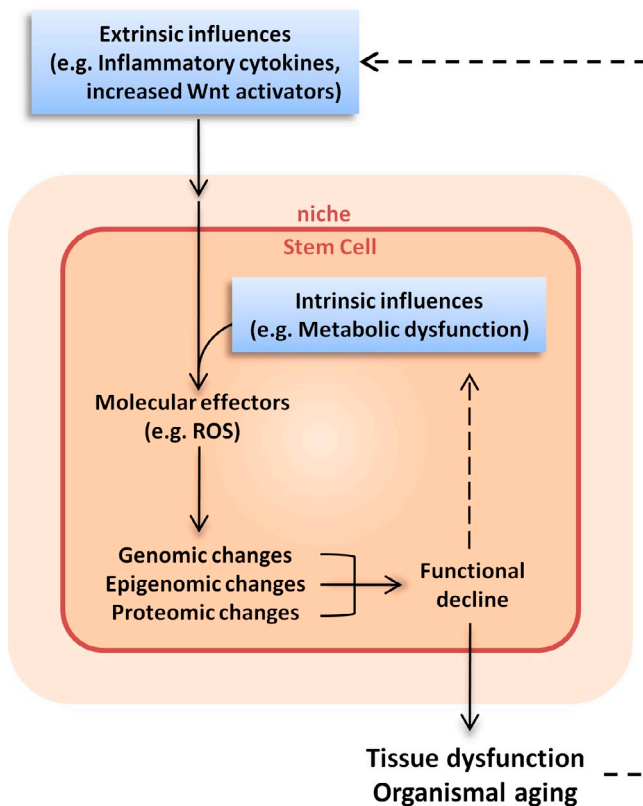 Extrinsic influences
(e.g. Inflammatory cytokines,
increased Wnt activators)
niche
Stem Cell
Intrinsic influences
(e.g. Metabolic dysfunction)
Molecular effectors
(e.g. ROS)
Genomic changes
Epigenomic changes
Proteomic changes
Functional
decline
Tissue dysfunction
Organismal aging